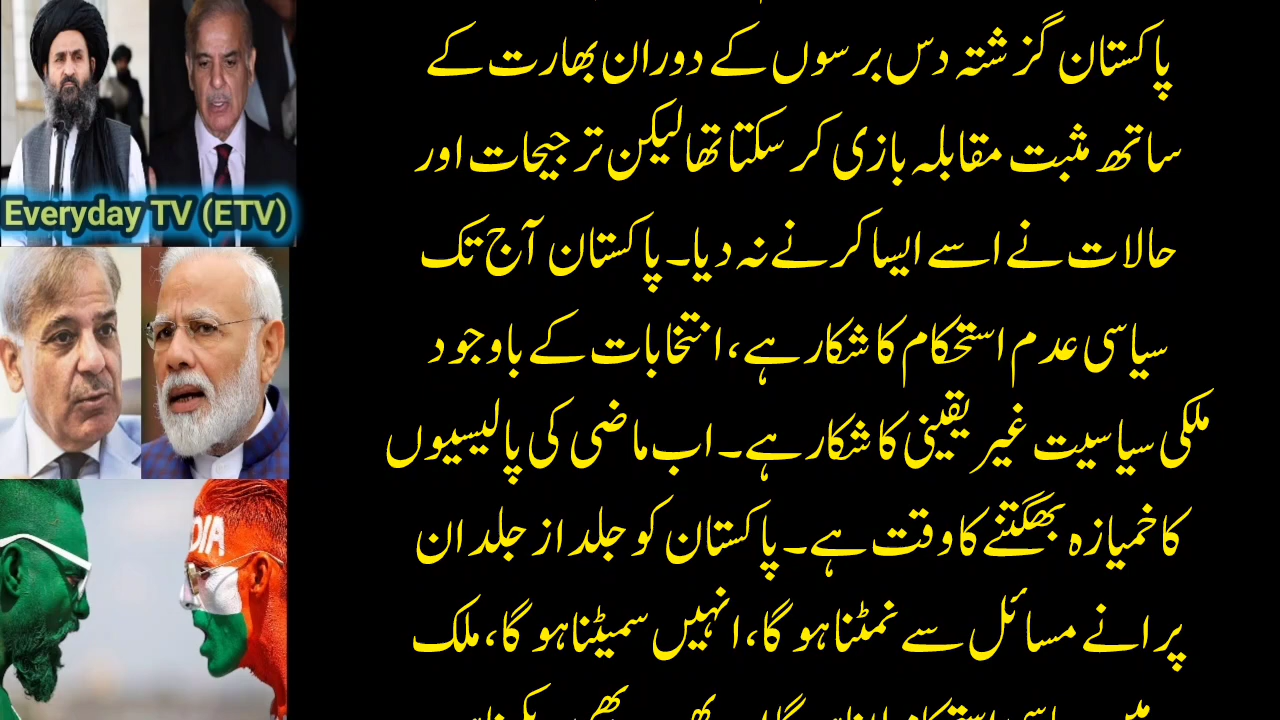 پاکستان گزشتہ دس برسوں کے دوران بھارت کے
ساتھ مثبت مقابلہ بازی کر سکتا تھا لیکن ترجیحات اور
حالات نے اسے ایسا کرنے نہ دیا۔ پاکستان آج تک
سیاسی عدم استحکام کا شکار ہے، انتخابات کے باوجود
ملکی سیاسیت غیر یقینی کا شکار ہے۔ اب ماضی کی پالیسیوں
کا خمیازہ بھگتنے کا وقت ہے۔ پاکستان کو جلد از جلد ان
پرانے مسائل سے نمٹنا ہو گا، انہیں سمیٹنا ہو گا، ملک
Everyday TV (ETV)
DIA